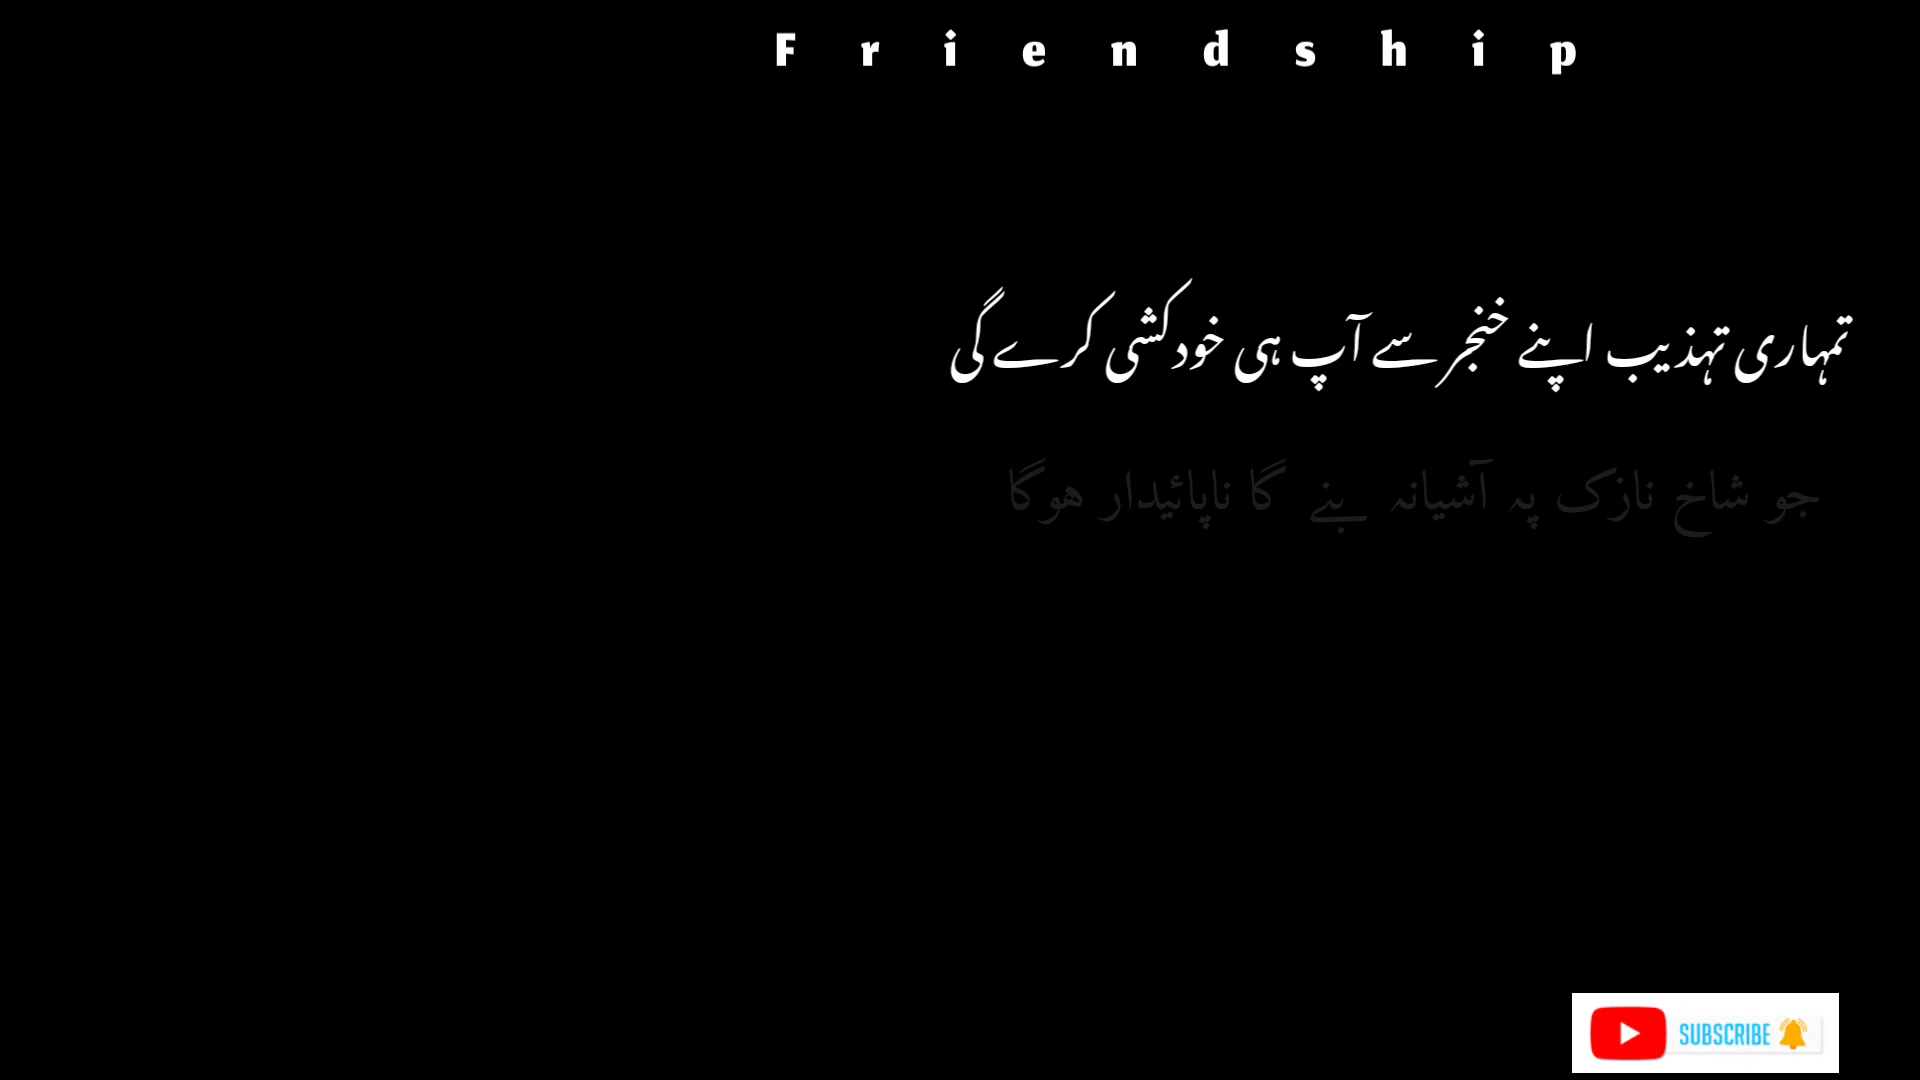 Friendship
تمہاری تہذیب اپنے خنجر سے آپ ہی خودکشی کرے گی
جو شاخ نازک پہ آشیانہ بنے گا ناپائیدار ہوگا
SUBSCRIBE